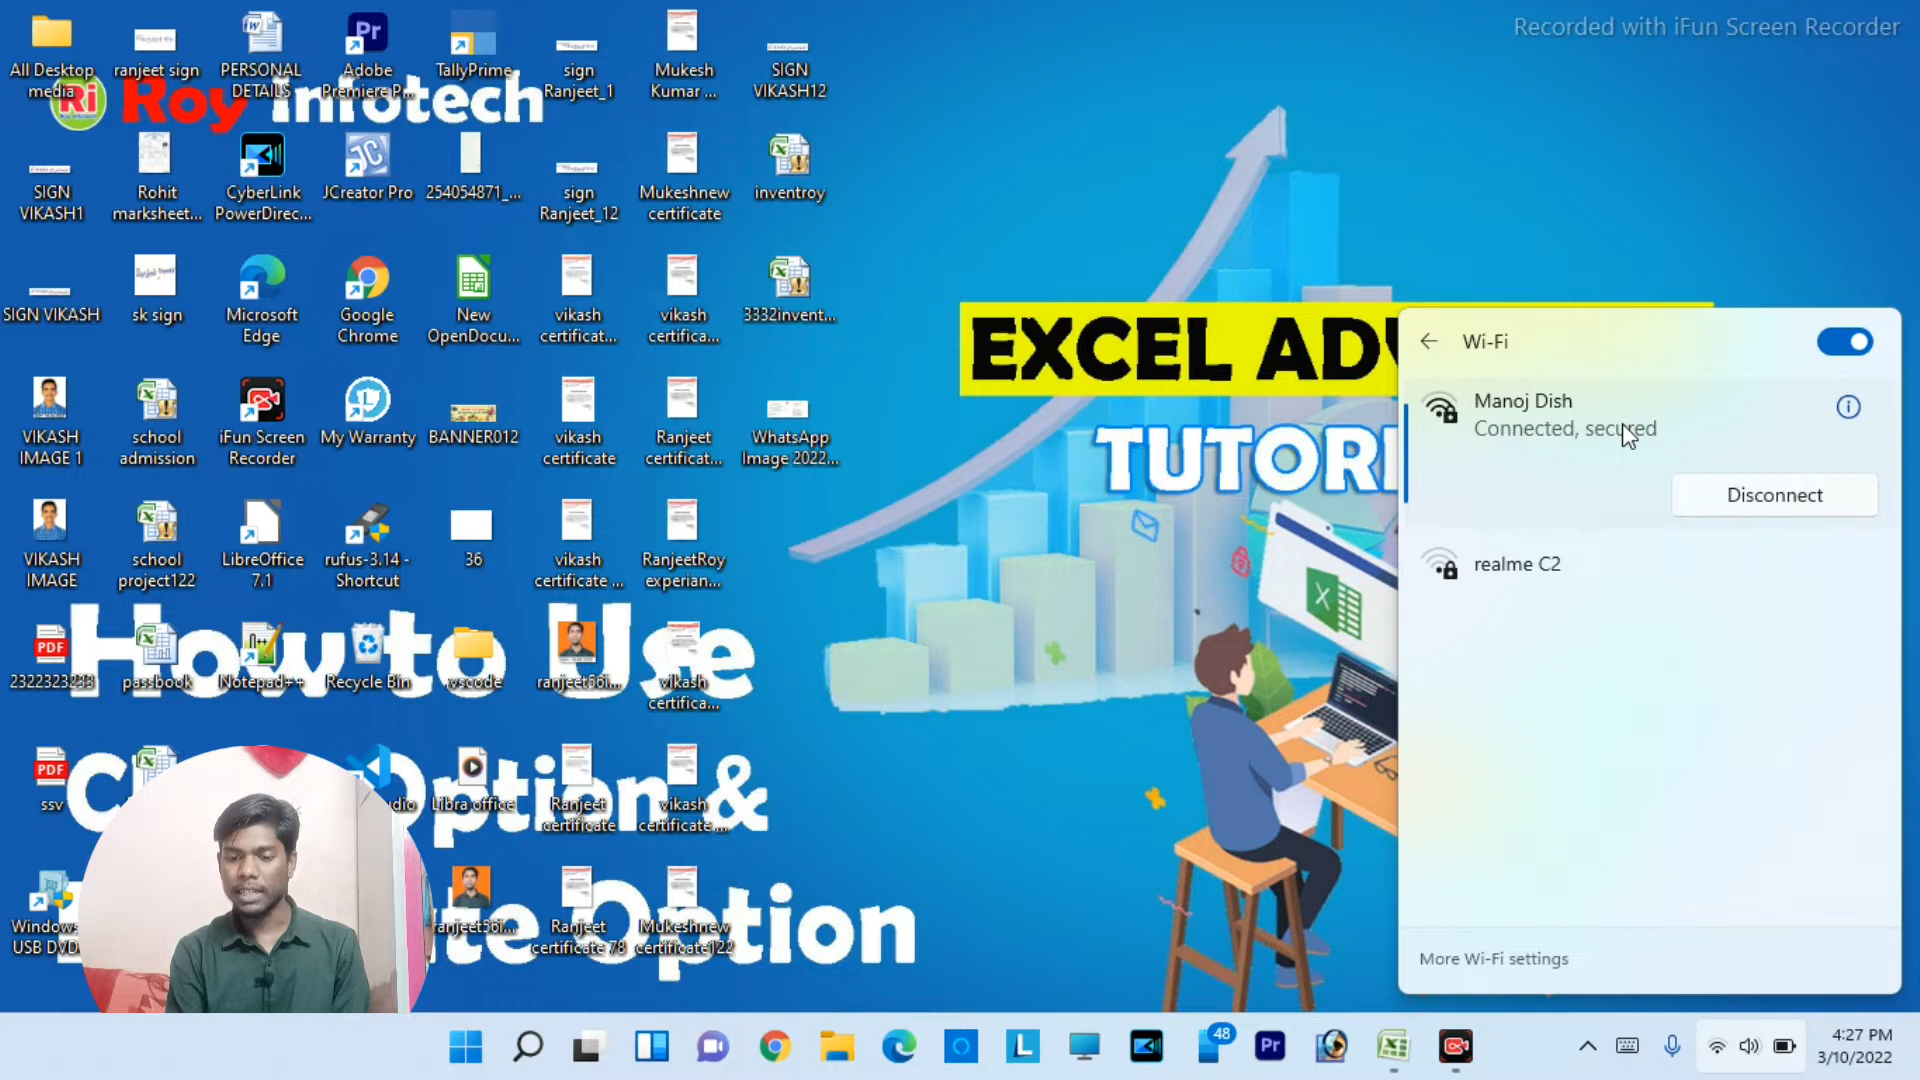 Recorded with iFun Screen Recorder
All Desktop media
ranjeet sign
PERSONAL DETAILS
Adobe Premiere P...
TallyPrime
sign Ranjeet_1
Mukesh Kumar ...
SIGN VIKASH12
Ri Roy Infotech
SIGN VIKASH1
Rohit marksheet...
CyberLink PowerDirec...
JCreator Pro
254054871_...
sign Ranjeet_12
Mukeshnew certificate
inventroy
SIGN VIKASH
sk sign
Microsoft Edge
Google Chrome
New OpenDocu...
vikash certificat...
vikash certifica...
3332invent...
VIKASH IMAGE 1
school admission
iFun Screen Recorder
My Warranty
BANNER012
vikash certificate
Ranjeet certificat...
WhatsApp Image 2022...
VIKASH IMAGE
school project122
LibreOffice 7.1
rufus-3.14 - Shortcut
36
vikash certificate ...
RanjeetRoy experian...
2322323233
passbook
Notepad++
Recycle Bin
.vscode
ranjeet56i...
vikash certifica...
ssv
Libra office
Ranjeet certificate
vikash certificate ...
Windows USB DVD
ranjeet56i...
Ranjeet certificate 78
Mukeshnew certificate122
How to Use
Option &
Option
EXCEL ADV
TUTORI
Wi-Fi
Manoj Dish
Connected, secured
Disconnect
realme C2
More Wi-Fi settings
48
4:27 PM
3/10/2022